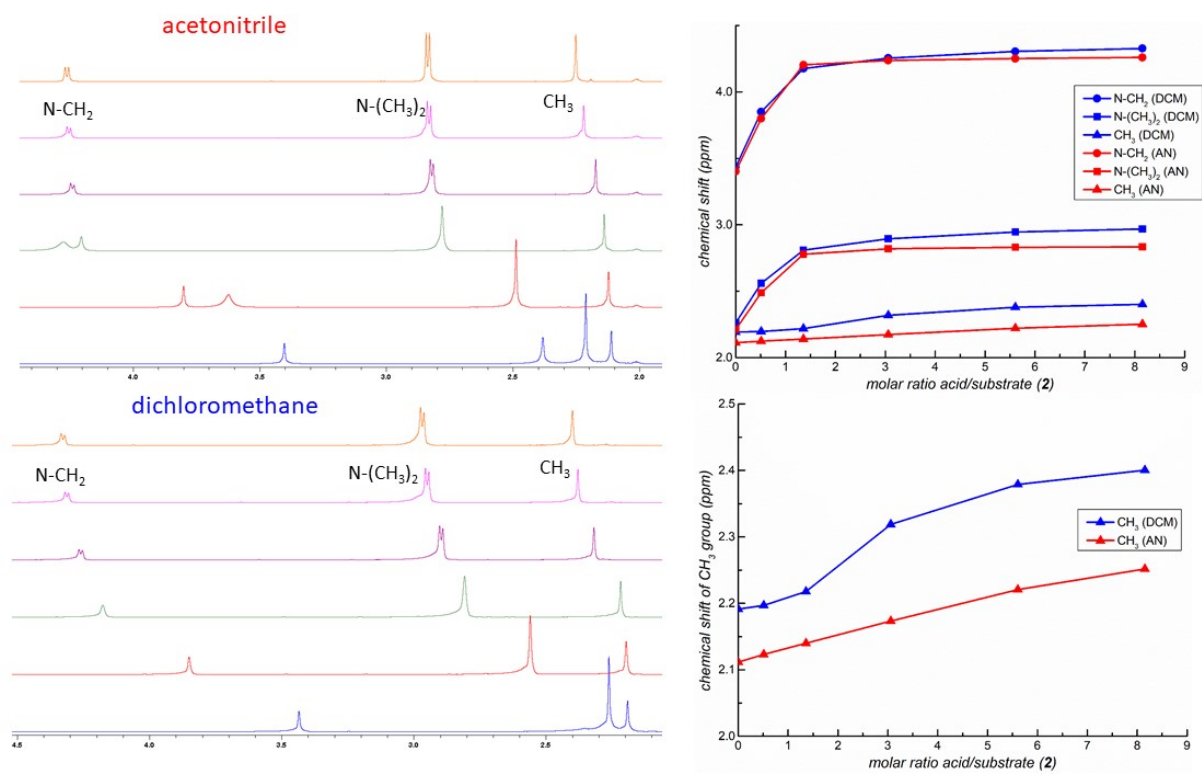 acetonitrile
N-CH₂
N-(CH₃)₂
CH₃
4.0
3.5
3.0
2.5
2.0
dichloromethane
N-CH₂
N-(CH₃)₂
CH₃
4.5
4.0
3.5
3.0
2.5
chemical shift (ppm)
4.0
3.0
2.0
N-CH₂ (DCM)
N-(CH₃)₂ (DCM)
CH₃ (DCM)
N-CH₂ (AN)
N-(CH₃)₂ (AN)
CH₃ (AN)
0 1 2 3 4 5 6 7 8 9
molar ratio acid/substrate (2)
chemical shift of CH₃ group (ppm)
2.5
2.4
2.3
2.2
2.1
2.0
CH₃ (DCM)
CH₃ (AN)
0 1 2 3 4 5 6 7 8 9
molar ratio acid/substrate (2)